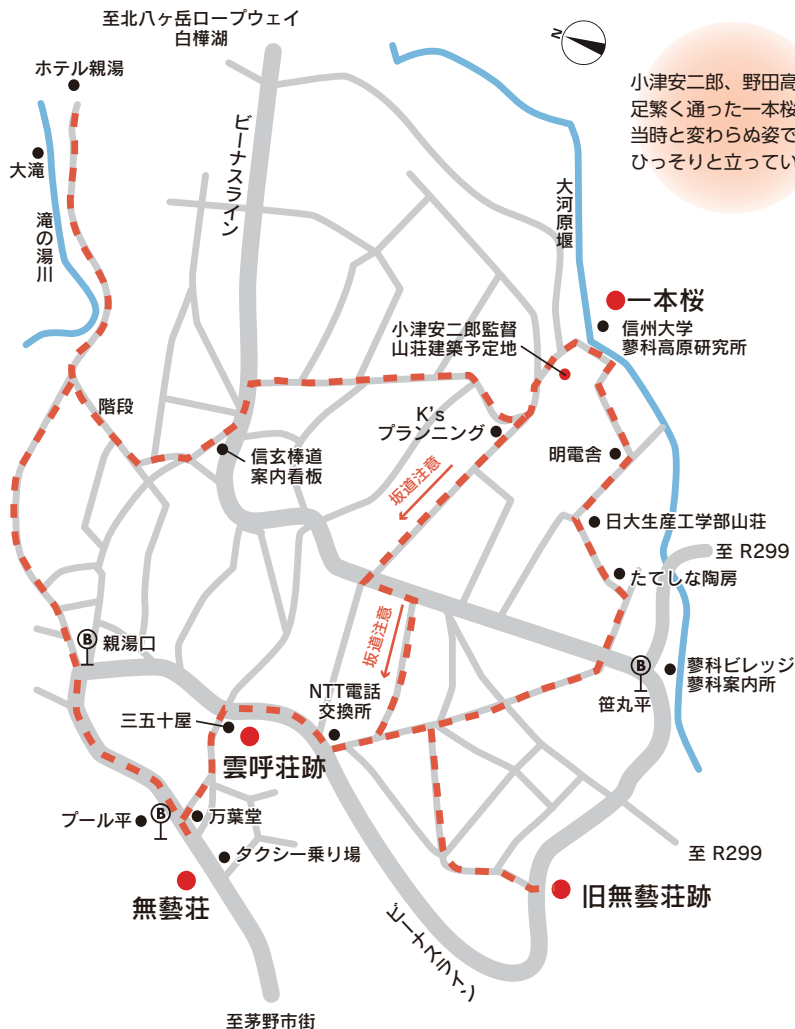 至北八ヶ岳ロープウェイ
白樺湖
ホテル親湯
N
小津安二郎、野田高
足繁く通った一本桜
当時と変わらぬ姿で
ひっそりと立ってい
大滝
滝の湯川
ビーナスライン
大河原堰
一本桜
信州大学
蓼科高原研究所
小津安二郎監督
山荘建築予定地
階段
K's
プランニング
信玄棒道
案内看板
坂道注意
明電舎
日大生産工学部山荘
至 R299
たてしな陶房
B
親湯口
坂道注意
B
笹丸平
蓼科ビレッジ
蓼科案内所
NTT電話
交換所
三五十屋
雲呼荘跡
プール平
B
万葉堂
タクシー乗り場
至 R299
無藝荘
旧無藝荘跡
ビーナスライン
至茅野市街